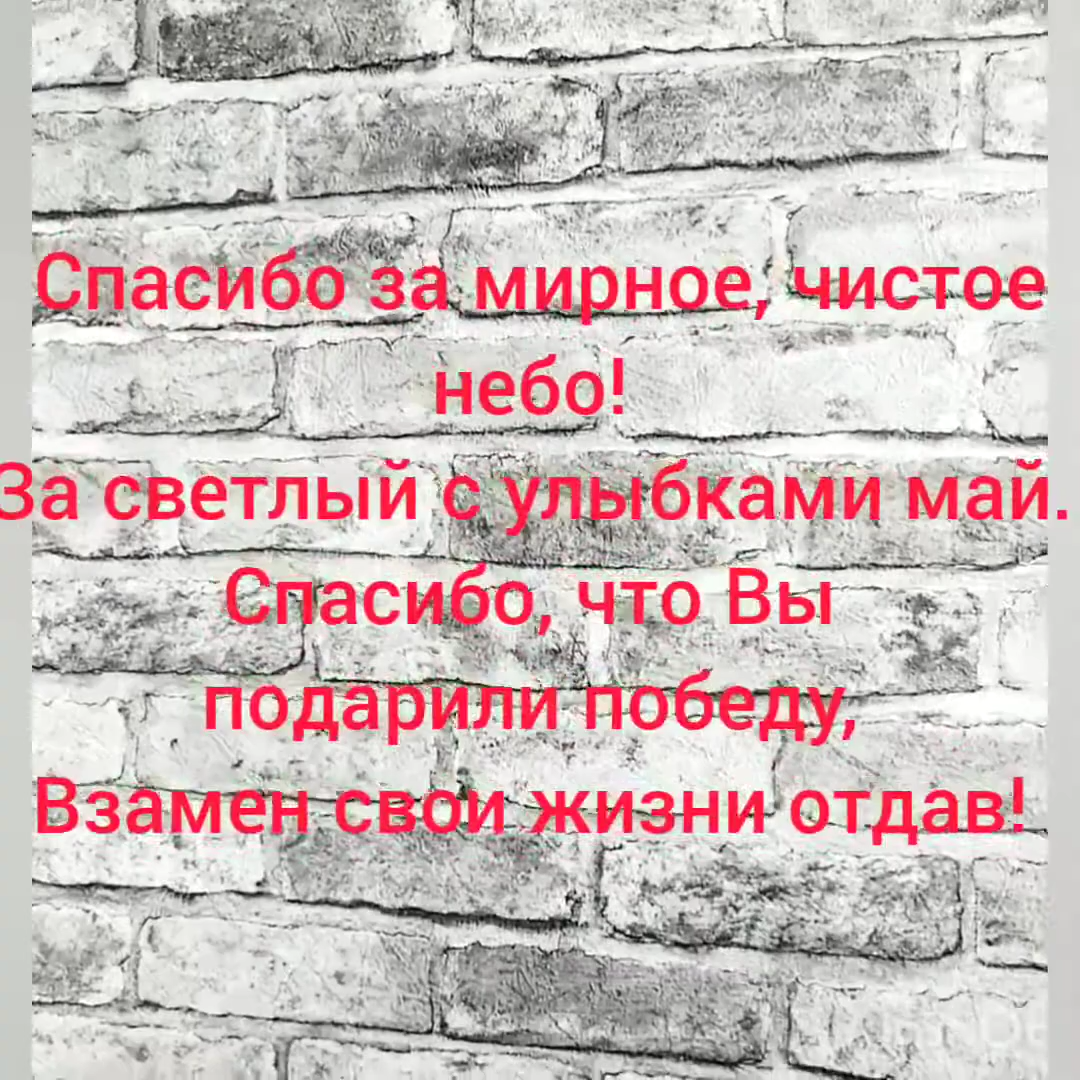 Спасибо за мирное, чистое
небо!
За светлый с улыбками май.
Спасибо, что Вы
подарили победу,
Взамен свои жизни отдав!